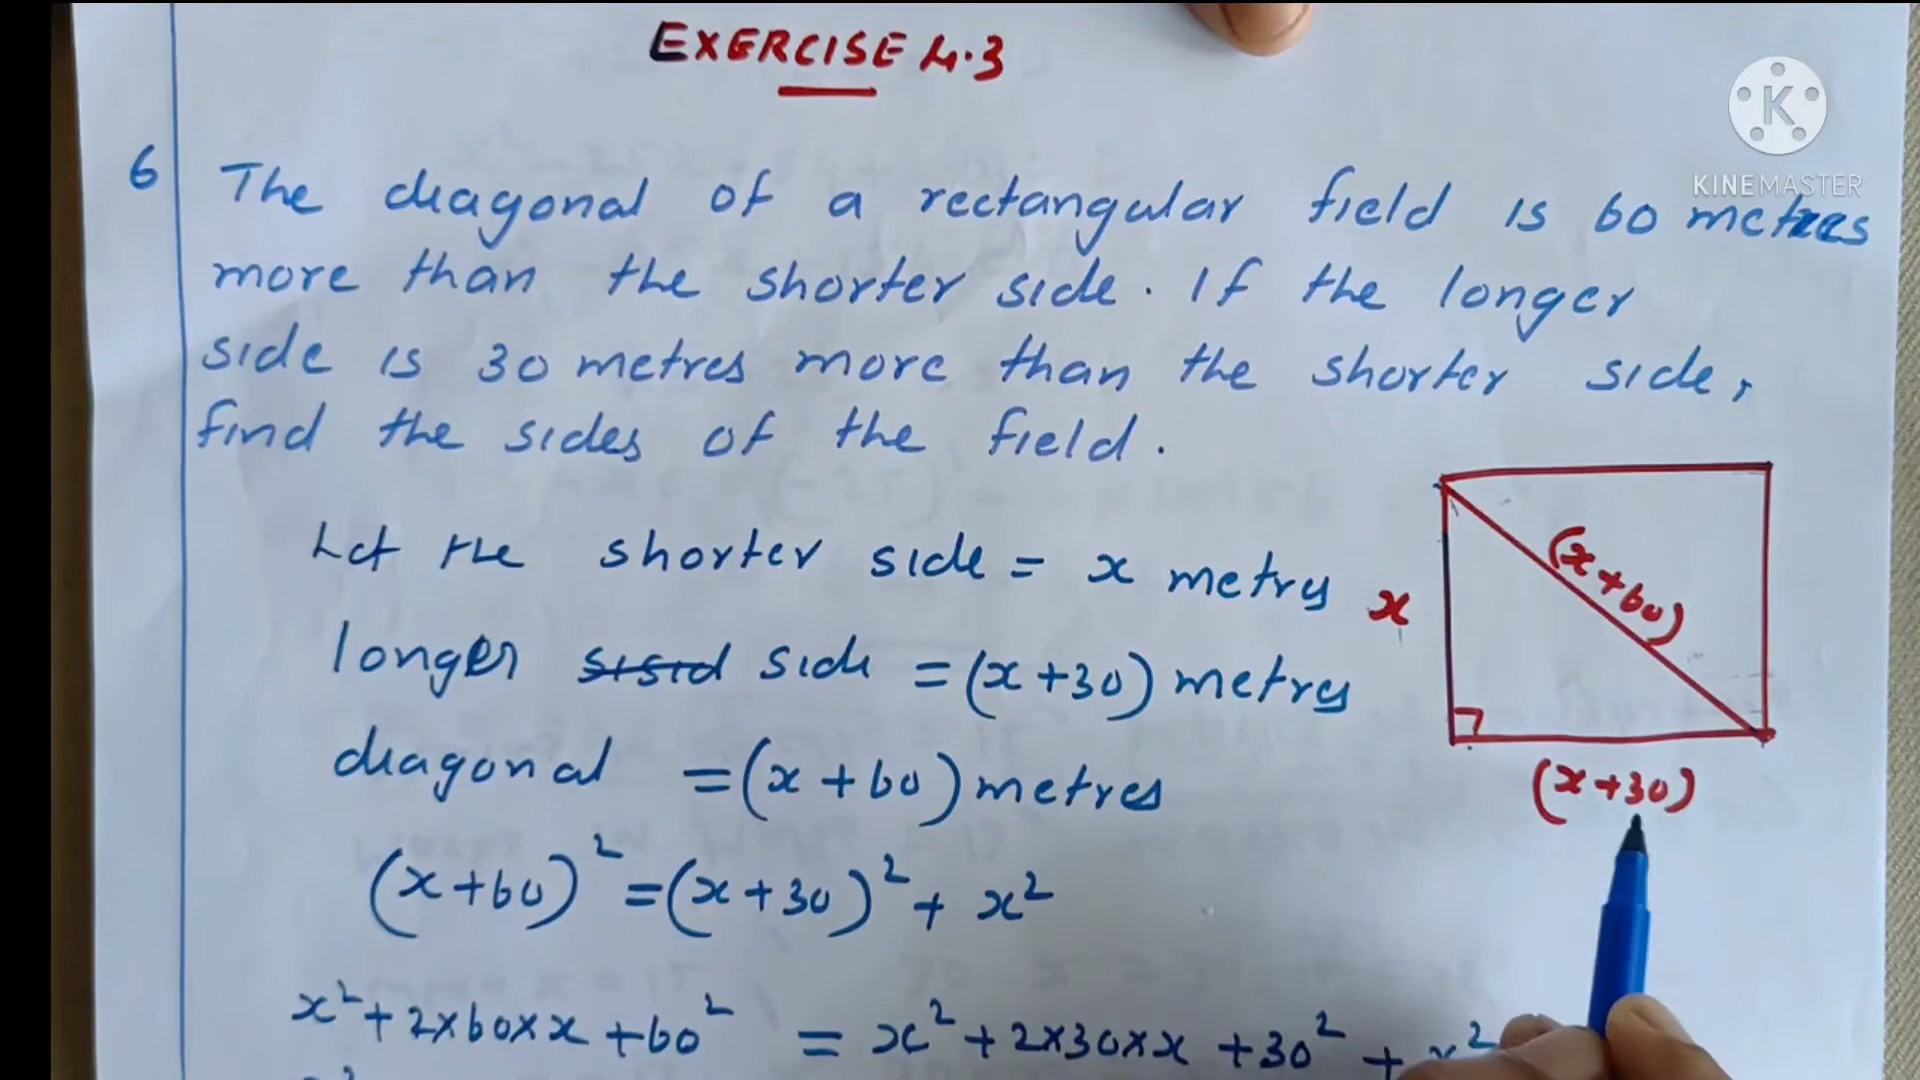 EXERCISE 4.3
KINEMASTER
6 The diagonal of a rectangular field is 60 metres
more than the shorter side. If the longer
side is 30 metres more than the shorter side,
find the sides of the field.
Let the shorter side = x metres
longer side = (x+30) metres
diagonal = (x+60) metres
(x+60)² = (x+30)² + x²
x²+2×60×x+60² = x²+2×30×x+30²+x²
x
(x+60)
(x+30)